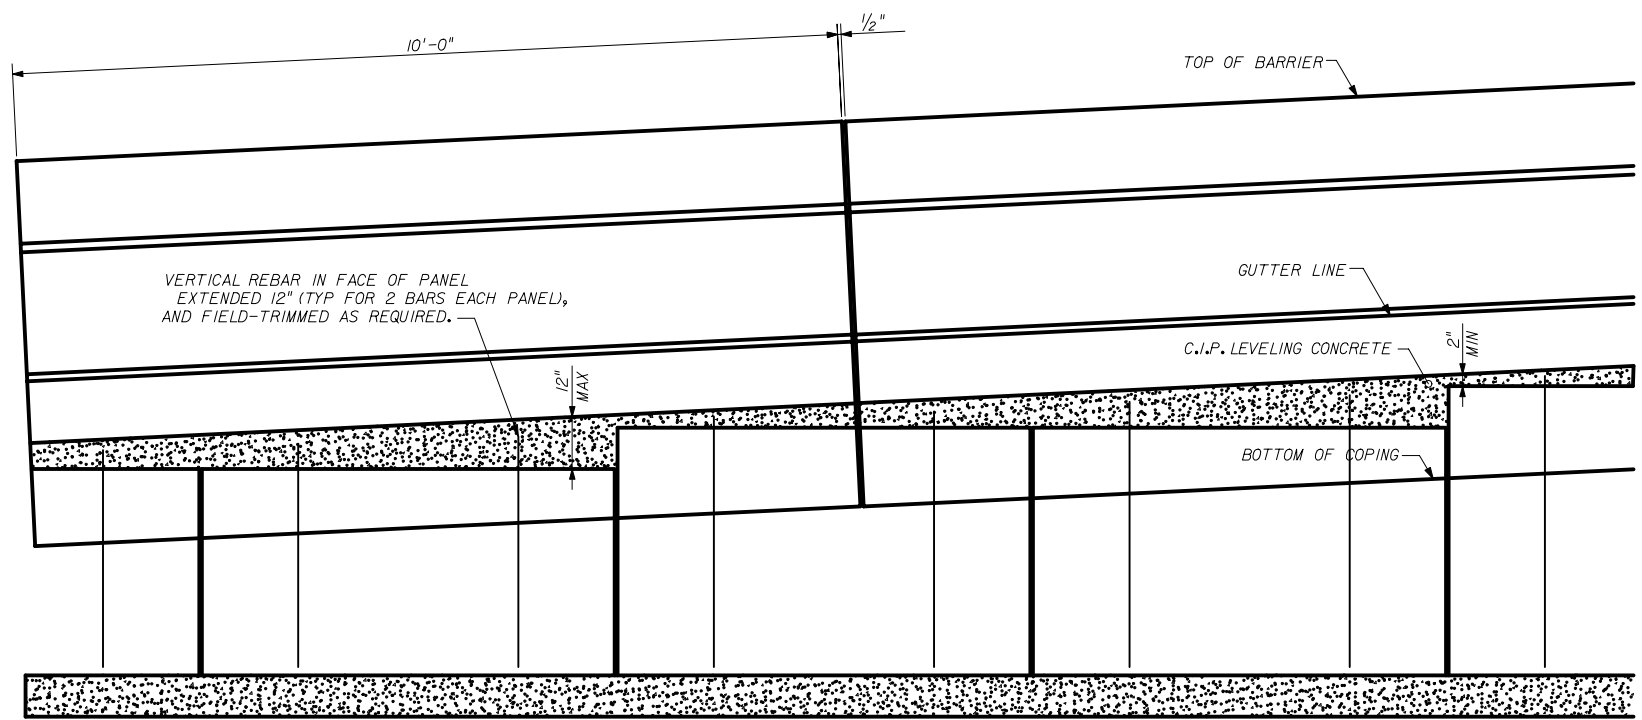 10'-0"
1/2"
TOP OF BARRIER
VERTICAL REBAR IN FACE OF PANEL
EXTENDED 12" (TYP FOR 2 BARS EACH PANEL),
AND FIELD-TRIMMED AS REQUIRED.
GUTTER LINE
C.I.P. LEVELING CONCRETE
2"
MIN
12"
MAX
BOTTOM OF COPING